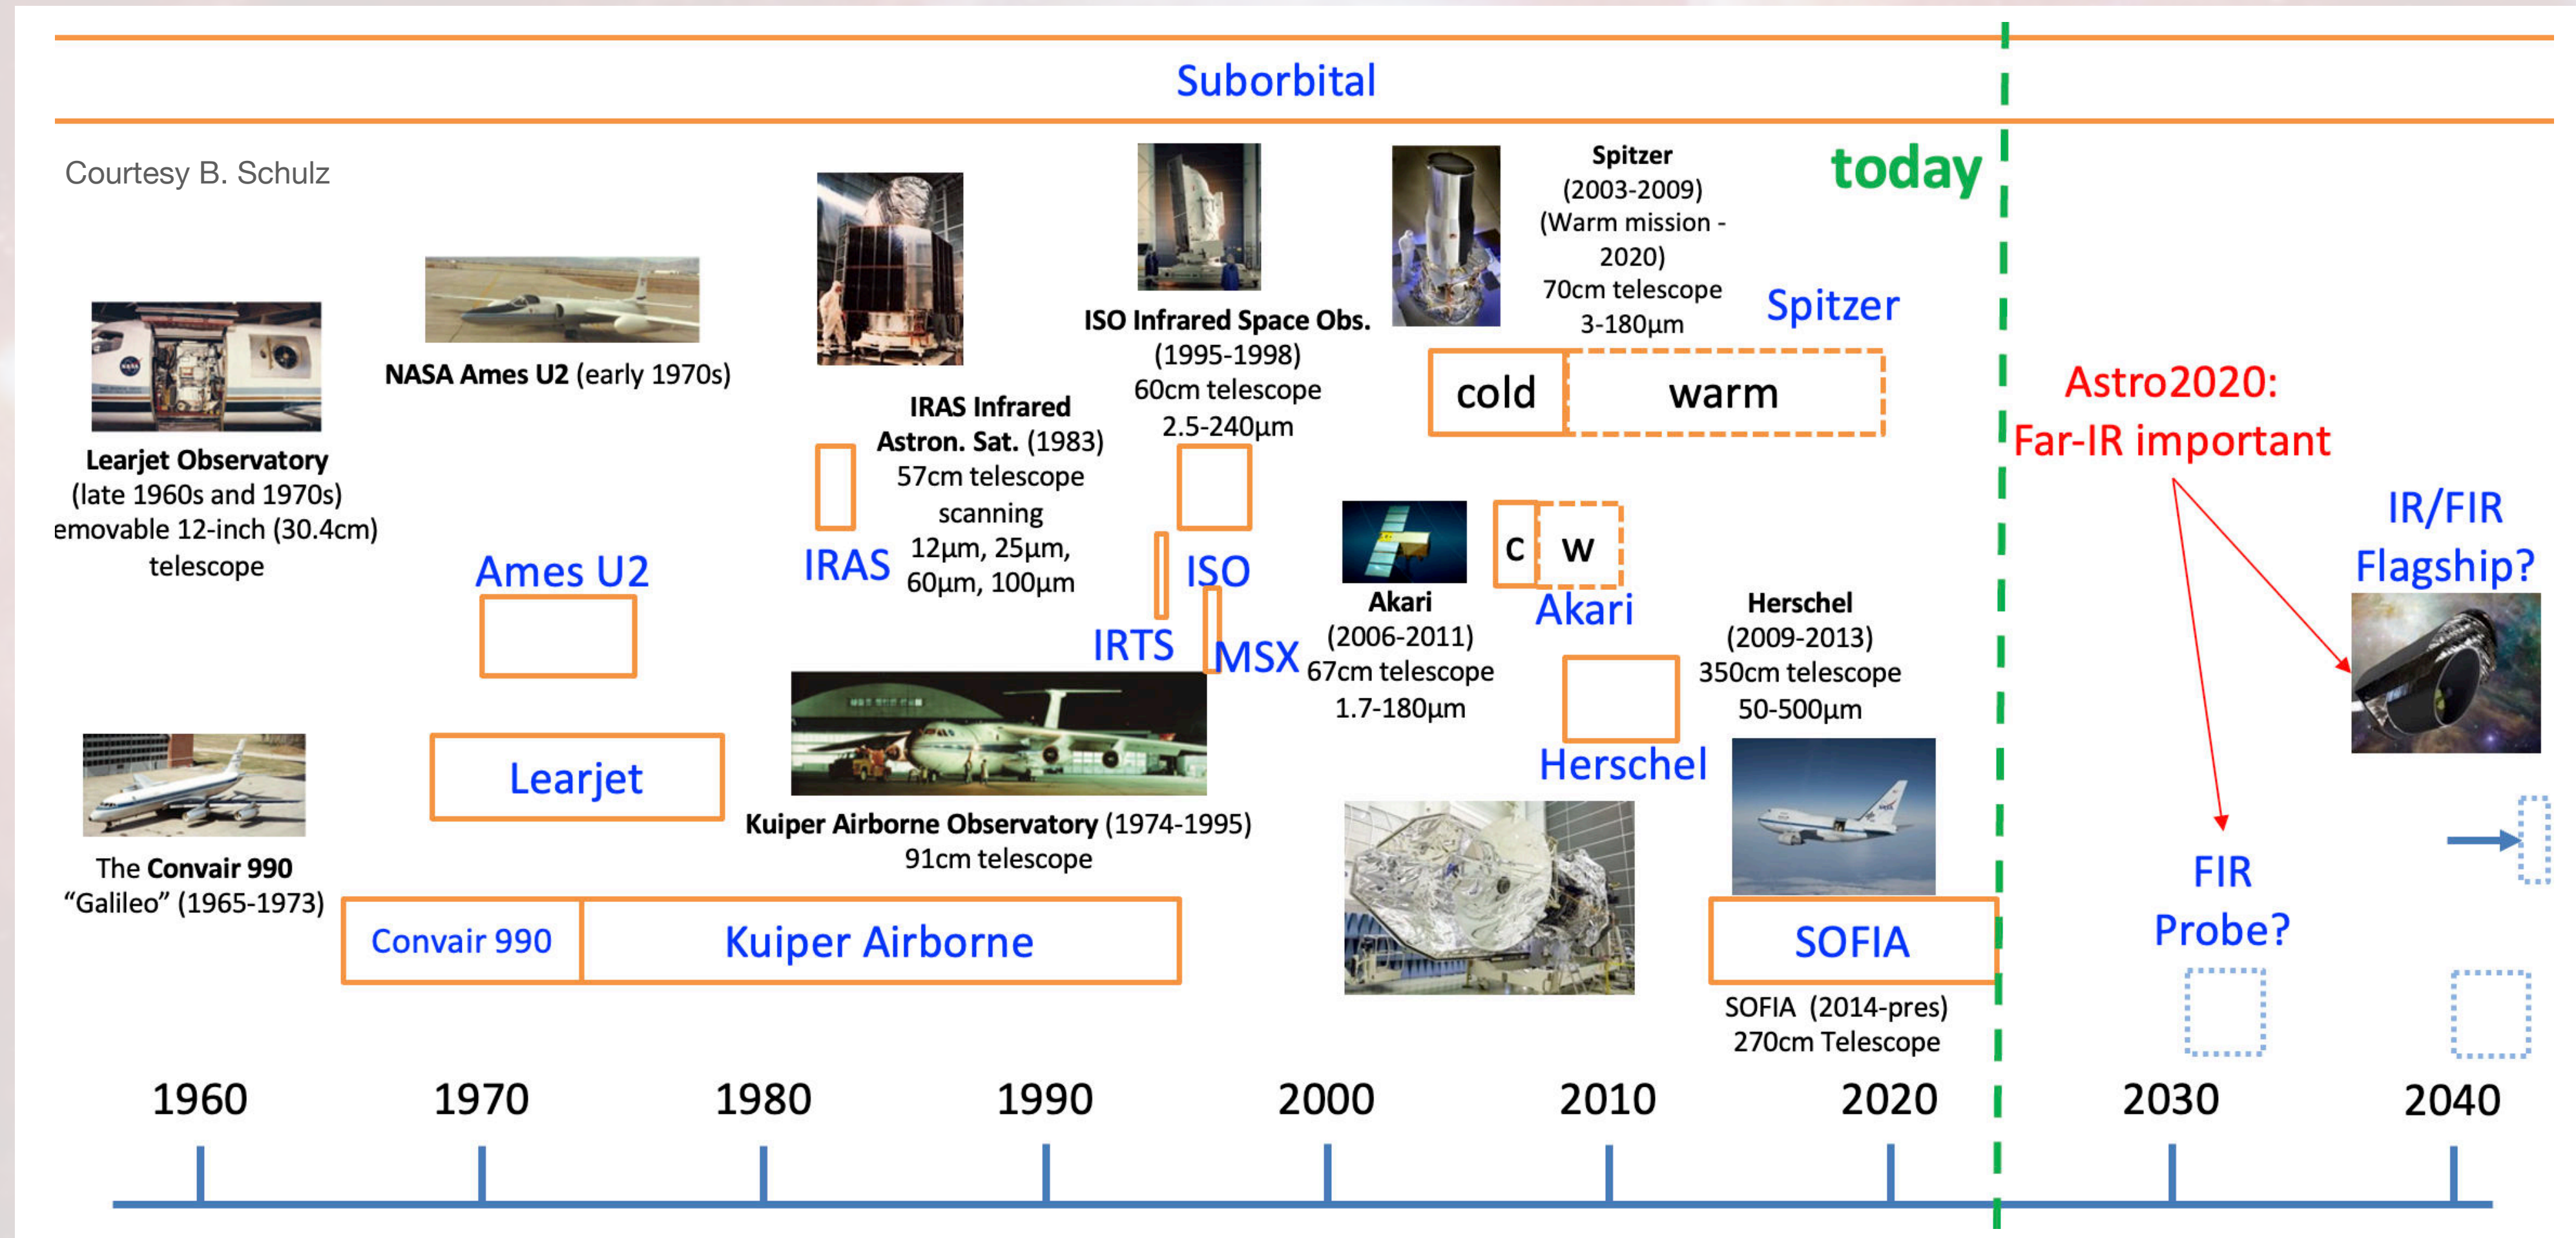 Suborbital
Courtesy B. Schulz
today
Learjet Observatory
(late 1960s and 1970s)
emovable 12-inch (30.4cm)
telescope
NASA Ames U2 (early 1970s)
Ames U2
IRAS Infrared
Astron. Sat. (1983)
57cm telescope
scanning
12µm, 25µm,
60µm, 100µm
IRAS
ISO Infrared Space Obs.
(1995-1998)
60cm telescope
2.5-240µm
ISO
IRTS
MSX
Spitzer
(2003-2009)
(Warm mission -
2020)
70cm telescope
3-180µm
Spitzer
cold
warm
Akari
(2006-2011)
67cm telescope
1.7-180µm
c
w
Akari
Herschel
(2009-2013)
350cm telescope
50-500µm
Herschel
Astro2020:
Far-IR important
IR/FIR
Flagship?
FIR
Probe?
Learjet
The Convair 990
“Galileo” (1965-1973)
Kuiper Airborne Observatory (1974-1995)
91cm telescope
Convair 990
Kuiper Airborne
SOFIA
SOFIA (2014-pres)
270cm Telescope
1960
1970
1980
1990
2000
2010
2020
2030
2040